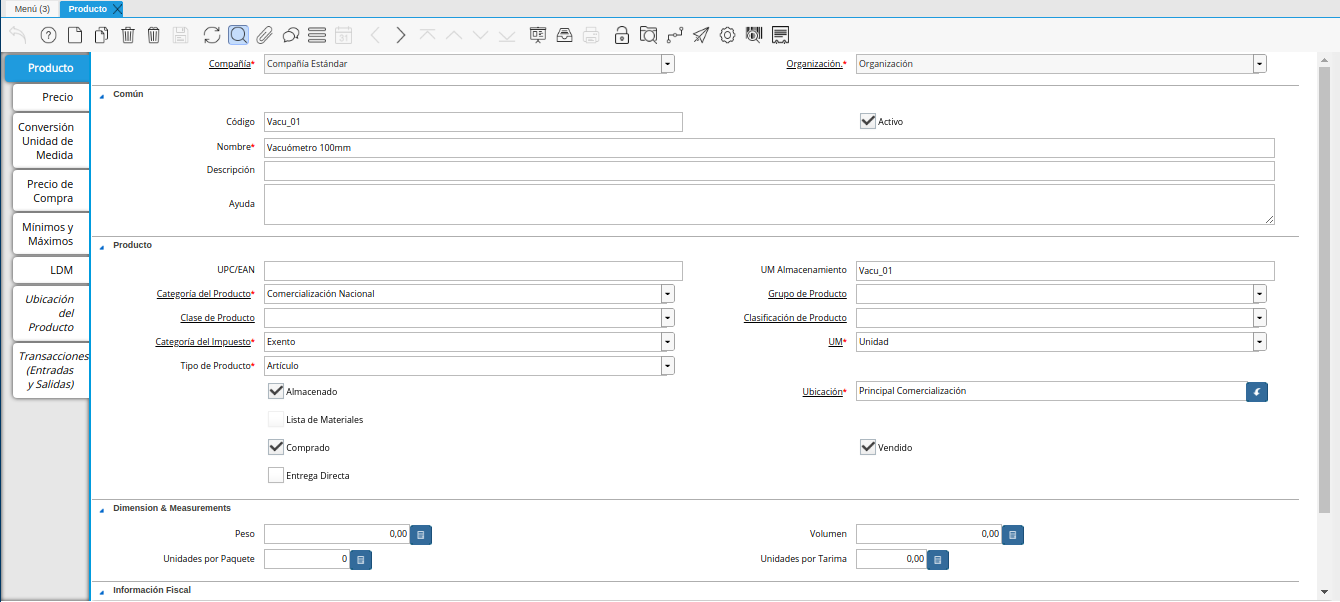 Menú (3) Producto
Producto
Precio
Conversión
Unidad de
Medida
Precio de
Compra
Mínimos y
Máximos
LDM
Ubicación
del
Producto
Transacciones
(Entradas
y Salidas)
Compañía* Compañía Estándar Organización.* Organización
Común
Código Vacu_01 Activo
Nombre* Vacuómetro 100mm
Descripción
Ayuda
Producto
UPC/EAN UM Almacenamiento Vacu_01
Categoría del Producto* Comercialización Nacional Grupo de Producto
Clase de Producto Clasificación de Producto
Categoría del Impuesto* Exento UM* Unidad
Tipo de Producto* Artículo
Almacenado Ubicación* Principal Comercialización
Lista de Materiales
Comprado Vendido
Entrega Directa
Dimension & Measurements
Peso 0,00 Volumen 0,00
Unidades por Paquete 0 Unidades por Tarima 0,00
Información Fiscal